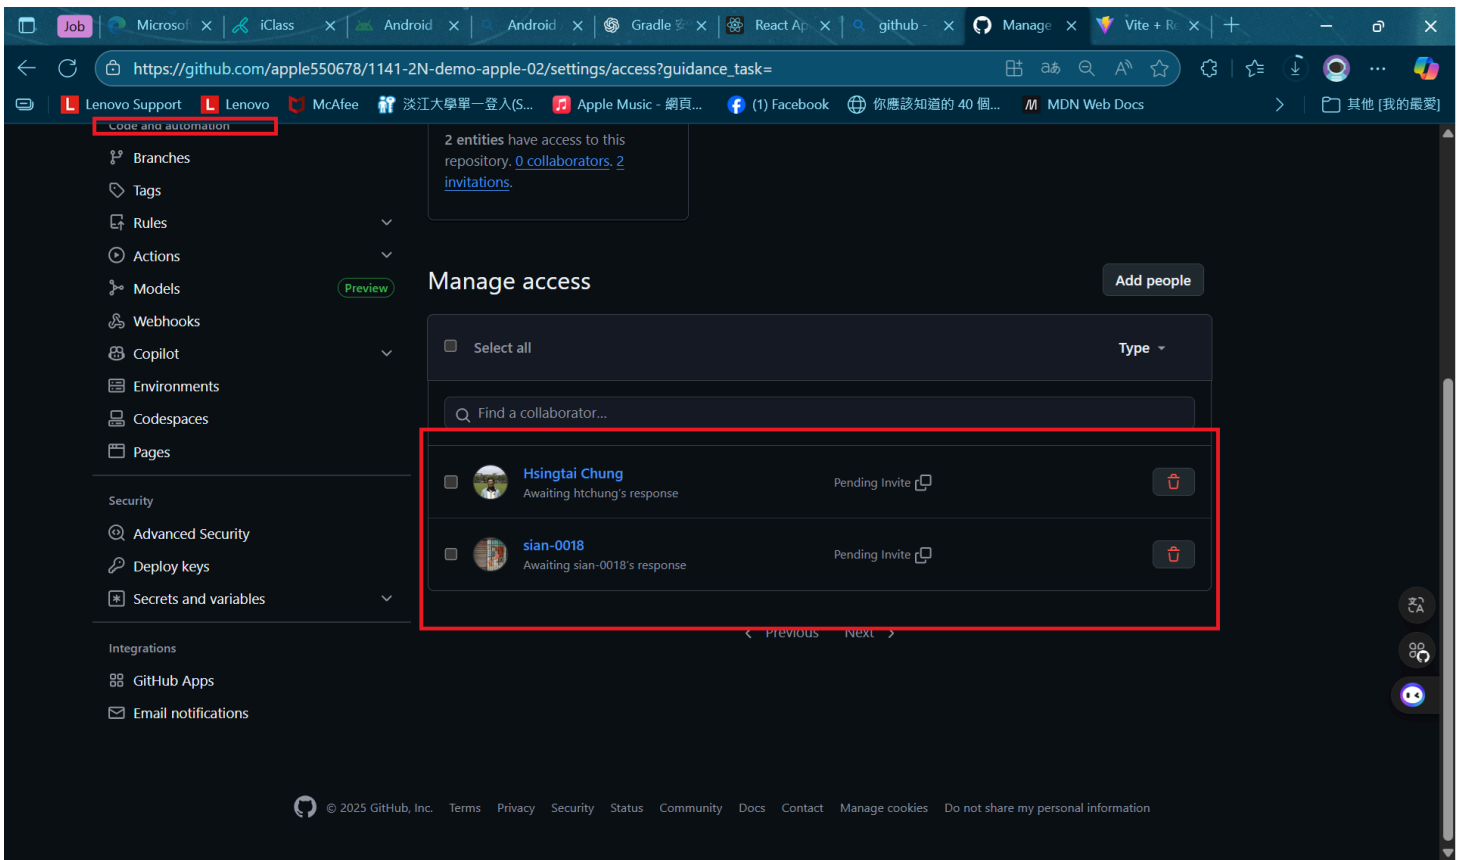 Job
Microsof
iClass
Android
Android
Gradle 安
React Ap
github -
Manage
Vite + Re
https://github.com/apple550678/1141-2N-demo-apple-02/settings/access?guidance_task=
Lenovo Support
Lenovo
McAfee
淡江大學單一登入(S...
Apple Music - 網頁...
(1) Facebook
你應該知道的 40 個...
MDN Web Docs
其他 [我的最愛]
Code and automation
Branches
Tags
Rules
Actions
Models
Preview
Webhooks
Copilot
Environments
Codespaces
Pages
Security
Advanced Security
Deploy keys
Secrets and variables
Integrations
GitHub Apps
Email notifications
2 entities have access to this
repository. 0 collaborators. 2
invitations.
Manage access
Add people
Select all
Type
Find a collaborator...
Hsingtai Chung
Awaiting htchung's response
Pending Invite
sian-0018
Awaiting sian-0018's response
Pending Invite
Previous
Next
© 2025 GitHub, Inc.
Terms
Privacy
Security
Status
Community
Docs
Contact
Manage cookies
Do not share my personal information